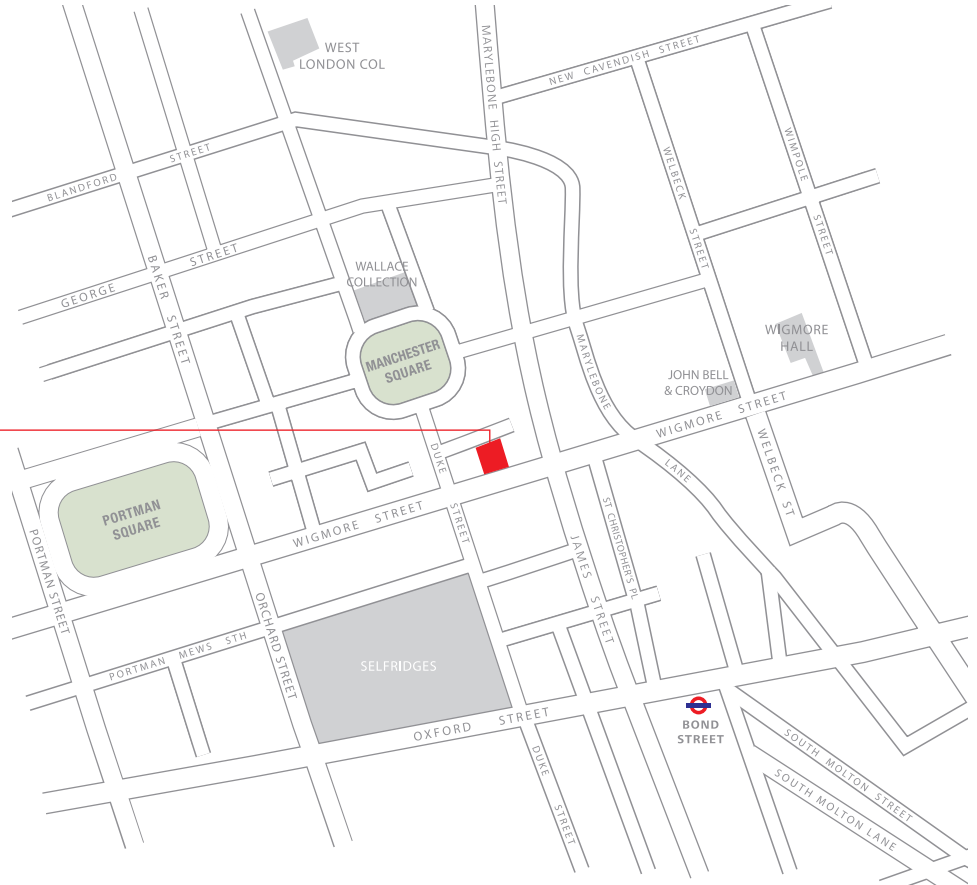 WEST
LONDON COL
MARYLEBONE HIGH STREET
NEW CAVENDISH STREET
BLANDFORD STREET
WELBECK STREET
WIMPOLE STREET
GEORGE STREET
BAKER STREET
WALLACE
COLLECTION
MANCHESTER
SQUARE
WIGMORE
HALL
JOHN BELL
& CROYDON
MARYLEBONE LANE
WIGMORE STREET
DUKE STREET
PORTMAN
SQUARE
WIGMORE STREET
WELBECK ST
ST CHRISTOPHER'S PL
JAMES STREET
PORTMAN STREET
ORCHARD STREET
PORTMAN MEWS STH
SELFRIDGES
OXFORD STREET
BOND
STREET
DUKE STREET
SOUTH MOLTON STREET
SOUTH MOLTON LANE